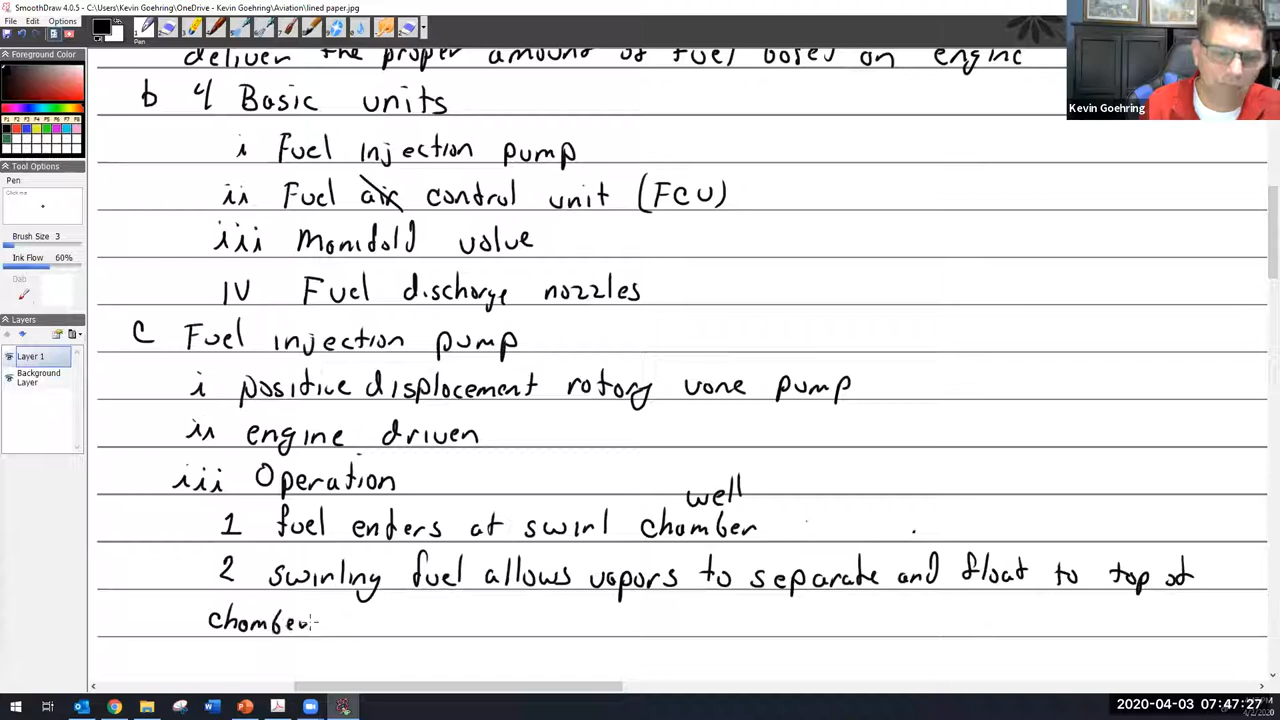 SmoothDraw 4.0.5 - C:\Users\Kevin Goehring\OneDrive - Kevin Goehring\Aviation\lined paper.jpg
File Edit Options
Pen
Foreground Color
Tool Options
Pen
Click me
Brush Size 3
Ink Flow 60%
Dab
Layers
Layer 1
Background Layer
Kevin Goehring
deliver the proper amount of fuel based on engine
b 4 Basic units
i Fuel injection pump
ii Fuel air control unit (FCU)
iii Manifold valve
IV Fuel discharge nozzles
C Fuel injection pump
i positive displacement rotary vane pump
ii engine driven
iii Operation
well
1 fuel enters at swirl chamber
2 swirling fuel allows vapors to separate and float to top of
chamber
2020-04-03 07:47:27